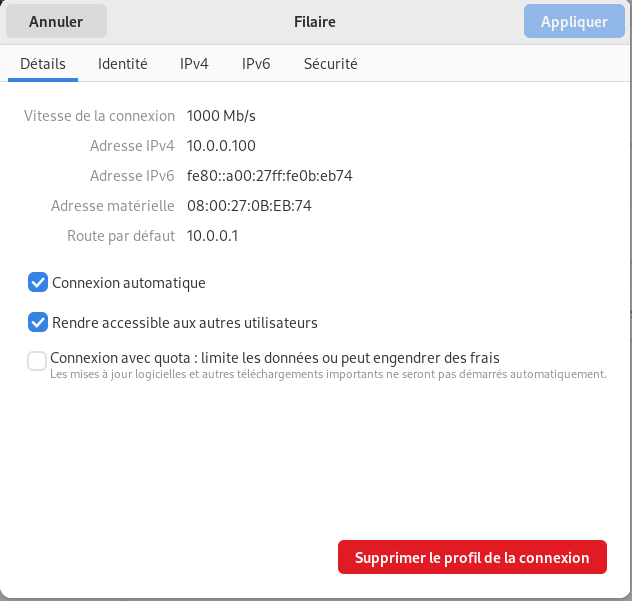 Annuler Filaire Appliquer
Détails Identité IPv4 IPv6 Sécurité
Vitesse de la connexion 1000 Mb/s
Adresse IPv4 10.0.0.100
Adresse IPv6 fe80::a00:27ff:fe0b:eb74
Adresse matérielle 08:00:27:0B:EB:74
Route par défaut 10.0.0.1
Connexion automatique
Rendre accessible aux autres utilisateurs
Connexion avec quota : limite les données ou peut engendrer des frais
Les mises à jour logicielles et autres téléchargements importants ne seront pas démarrés automatiquement.
Supprimer le profil de la connexion